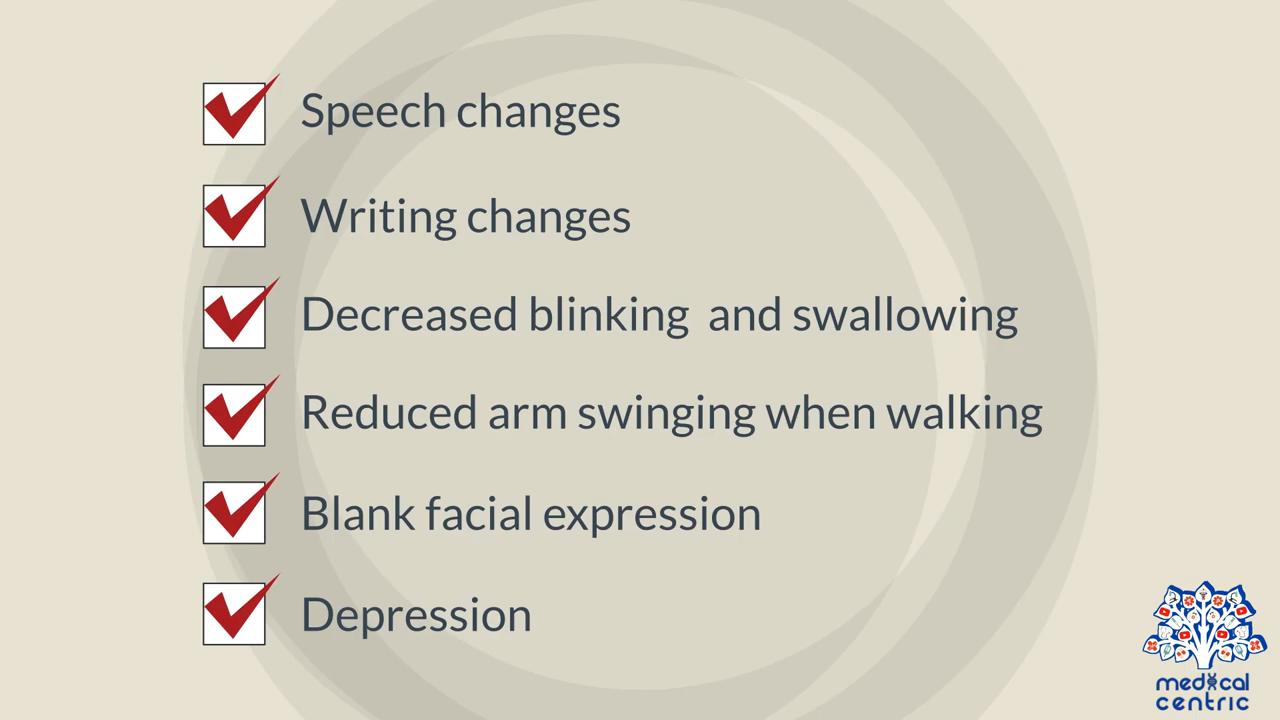 Speech changes
Writing changes
Decreased blinking  and swallowing
Reduced arm swinging when walking
Blank facial expression
Depression
medical
centric